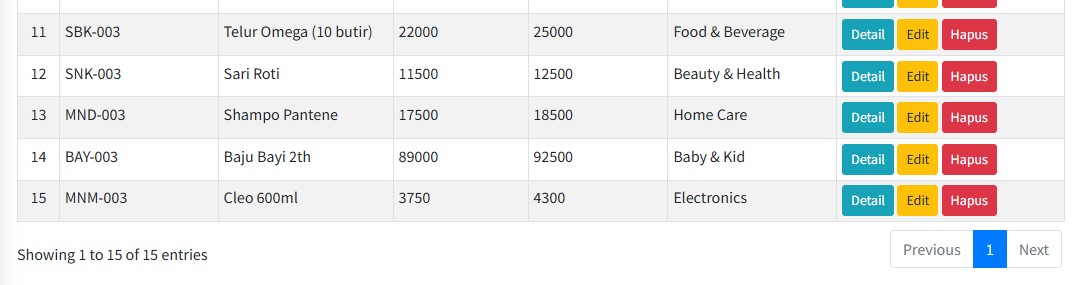 11 SBK-003 Telur Omega (10 butir) 22000 25000 Food & Beverage Detail Edit Hapus
12 SNK-003 Sari Roti 11500 12500 Beauty & Health Detail Edit Hapus
13 MND-003 Shampo Pantene 17500 18500 Home Care Detail Edit Hapus
14 BAY-003 Baju Bayi 2th 89000 92500 Baby & Kid Detail Edit Hapus
15 MNM-003 Cleo 600ml 3750 4300 Electronics Detail Edit Hapus
Showing 1 to 15 of 15 entries Previous 1 Next